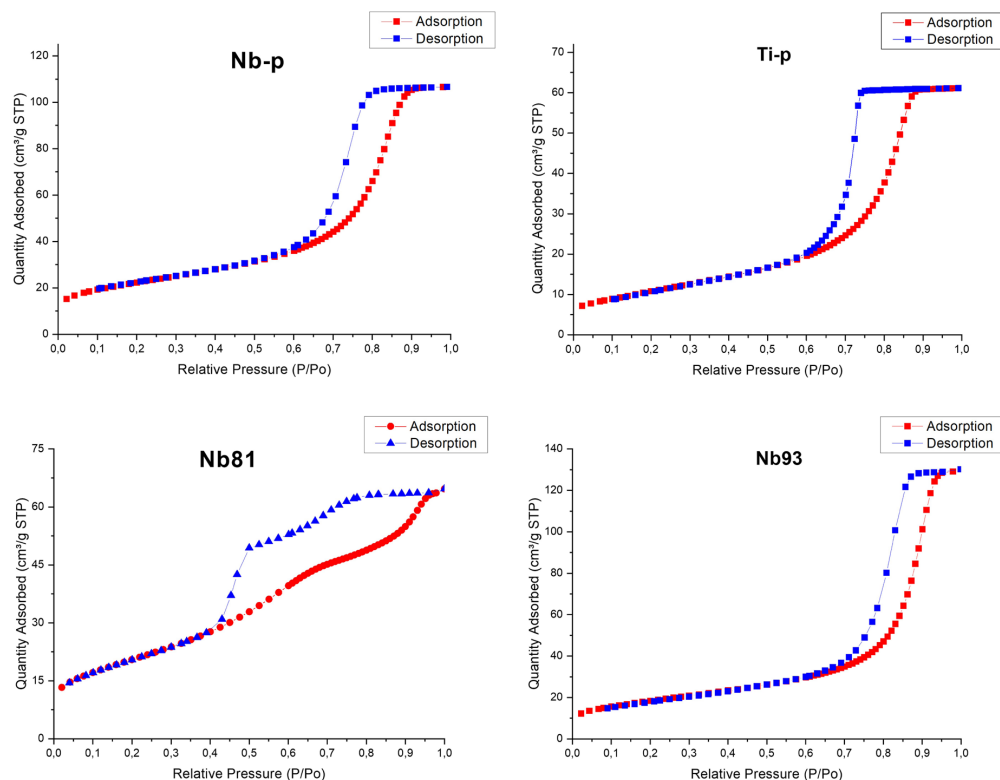 Adsorption
Desorption
Nb-p
Quantity Adsorbed (cm³/g STP)
120
100
80
60
40
20
0
0,0 0,1 0,2 0,3 0,4 0,5 0,6 0,7 0,8 0,9 1,0
Relative Pressure (P/Po)
Adsorption
Desorption
Ti-p
Quantity Adsorbed (cm³/g STP)
70
60
50
40
30
20
10
0
0,0 0,1 0,2 0,3 0,4 0,5 0,6 0,7 0,8 0,9 1,0
Relative Pressure (P/Po)
Adsorption
Desorption
Nb81
Quantity Adsorbed (cm³/g STP)
75
60
45
30
15
0
0,0 0,1 0,2 0,3 0,4 0,5 0,6 0,7 0,8 0,9 1,0
Relative Pressure (P/Po)
Adsorption
Desorption
Nb93
Quantity Adsorbed (cm³/g STP)
140
120
100
80
60
40
20
0
0,0 0,1 0,2 0,3 0,4 0,5 0,6 0,7 0,8 0,9 1,0
Relative Pressure (P/Po)